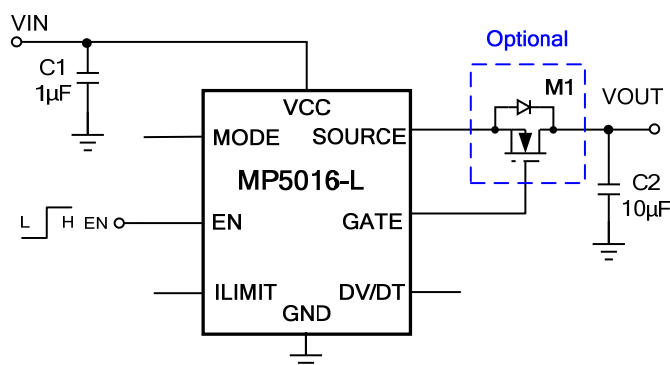 VIN
Optional
C1
1µF
M1
VOUT
VCC
MODE
SOURCE
MP5016-L
C2
10µF
L
H
EN
EN
GATE
ILIMIT
DV/DT
GND